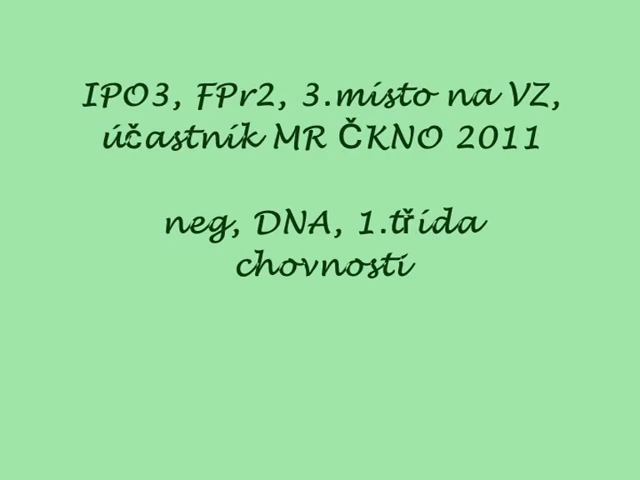 IPO3, FPr2, 3.místo na VZ,
účastník MR ČKNO 2011
neg, DNA, 1.třída
chovnosti